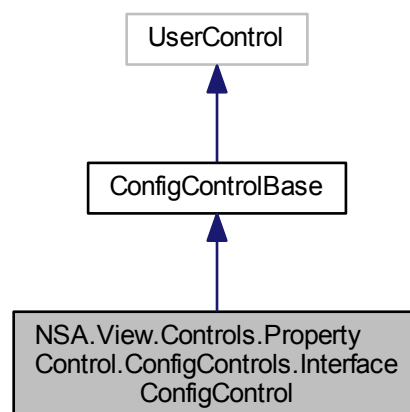 UserControl
ConfigControlBase
NSA.View.Controls.Property
Control.ConfigControls.Interface
ConfigControl